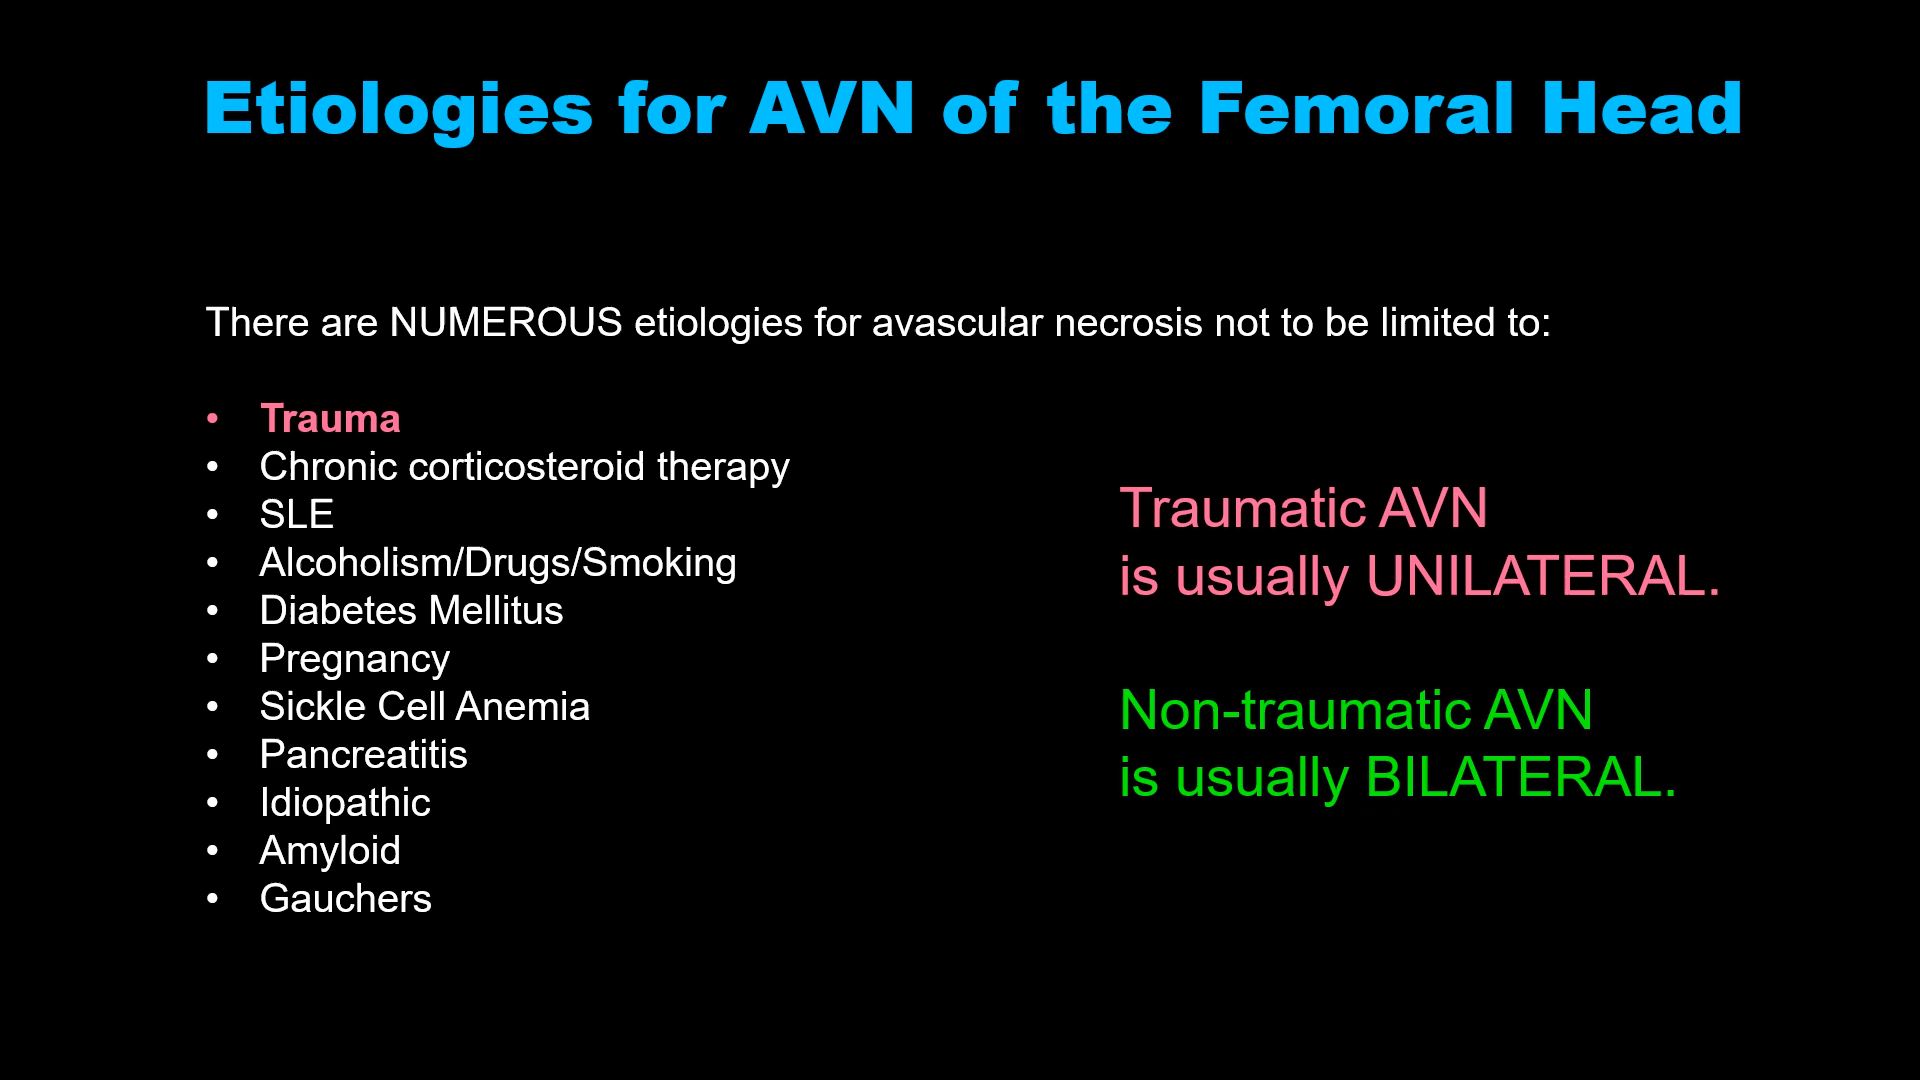 Etiologies for AVN of the Femoral Head
There are NUMEROUS etiologies for avascular necrosis not to be limited to:
• Trauma
• Chronic corticosteroid therapy
• SLE
• Alcoholism/Drugs/Smoking
• Diabetes Mellitus
• Pregnancy
• Sickle Cell Anemia
• Pancreatitis
• Idiopathic
• Amyloid
• Gauchers
Traumatic AVN
is usually UNILATERAL.
Non-traumatic AVN
is usually BILATERAL.